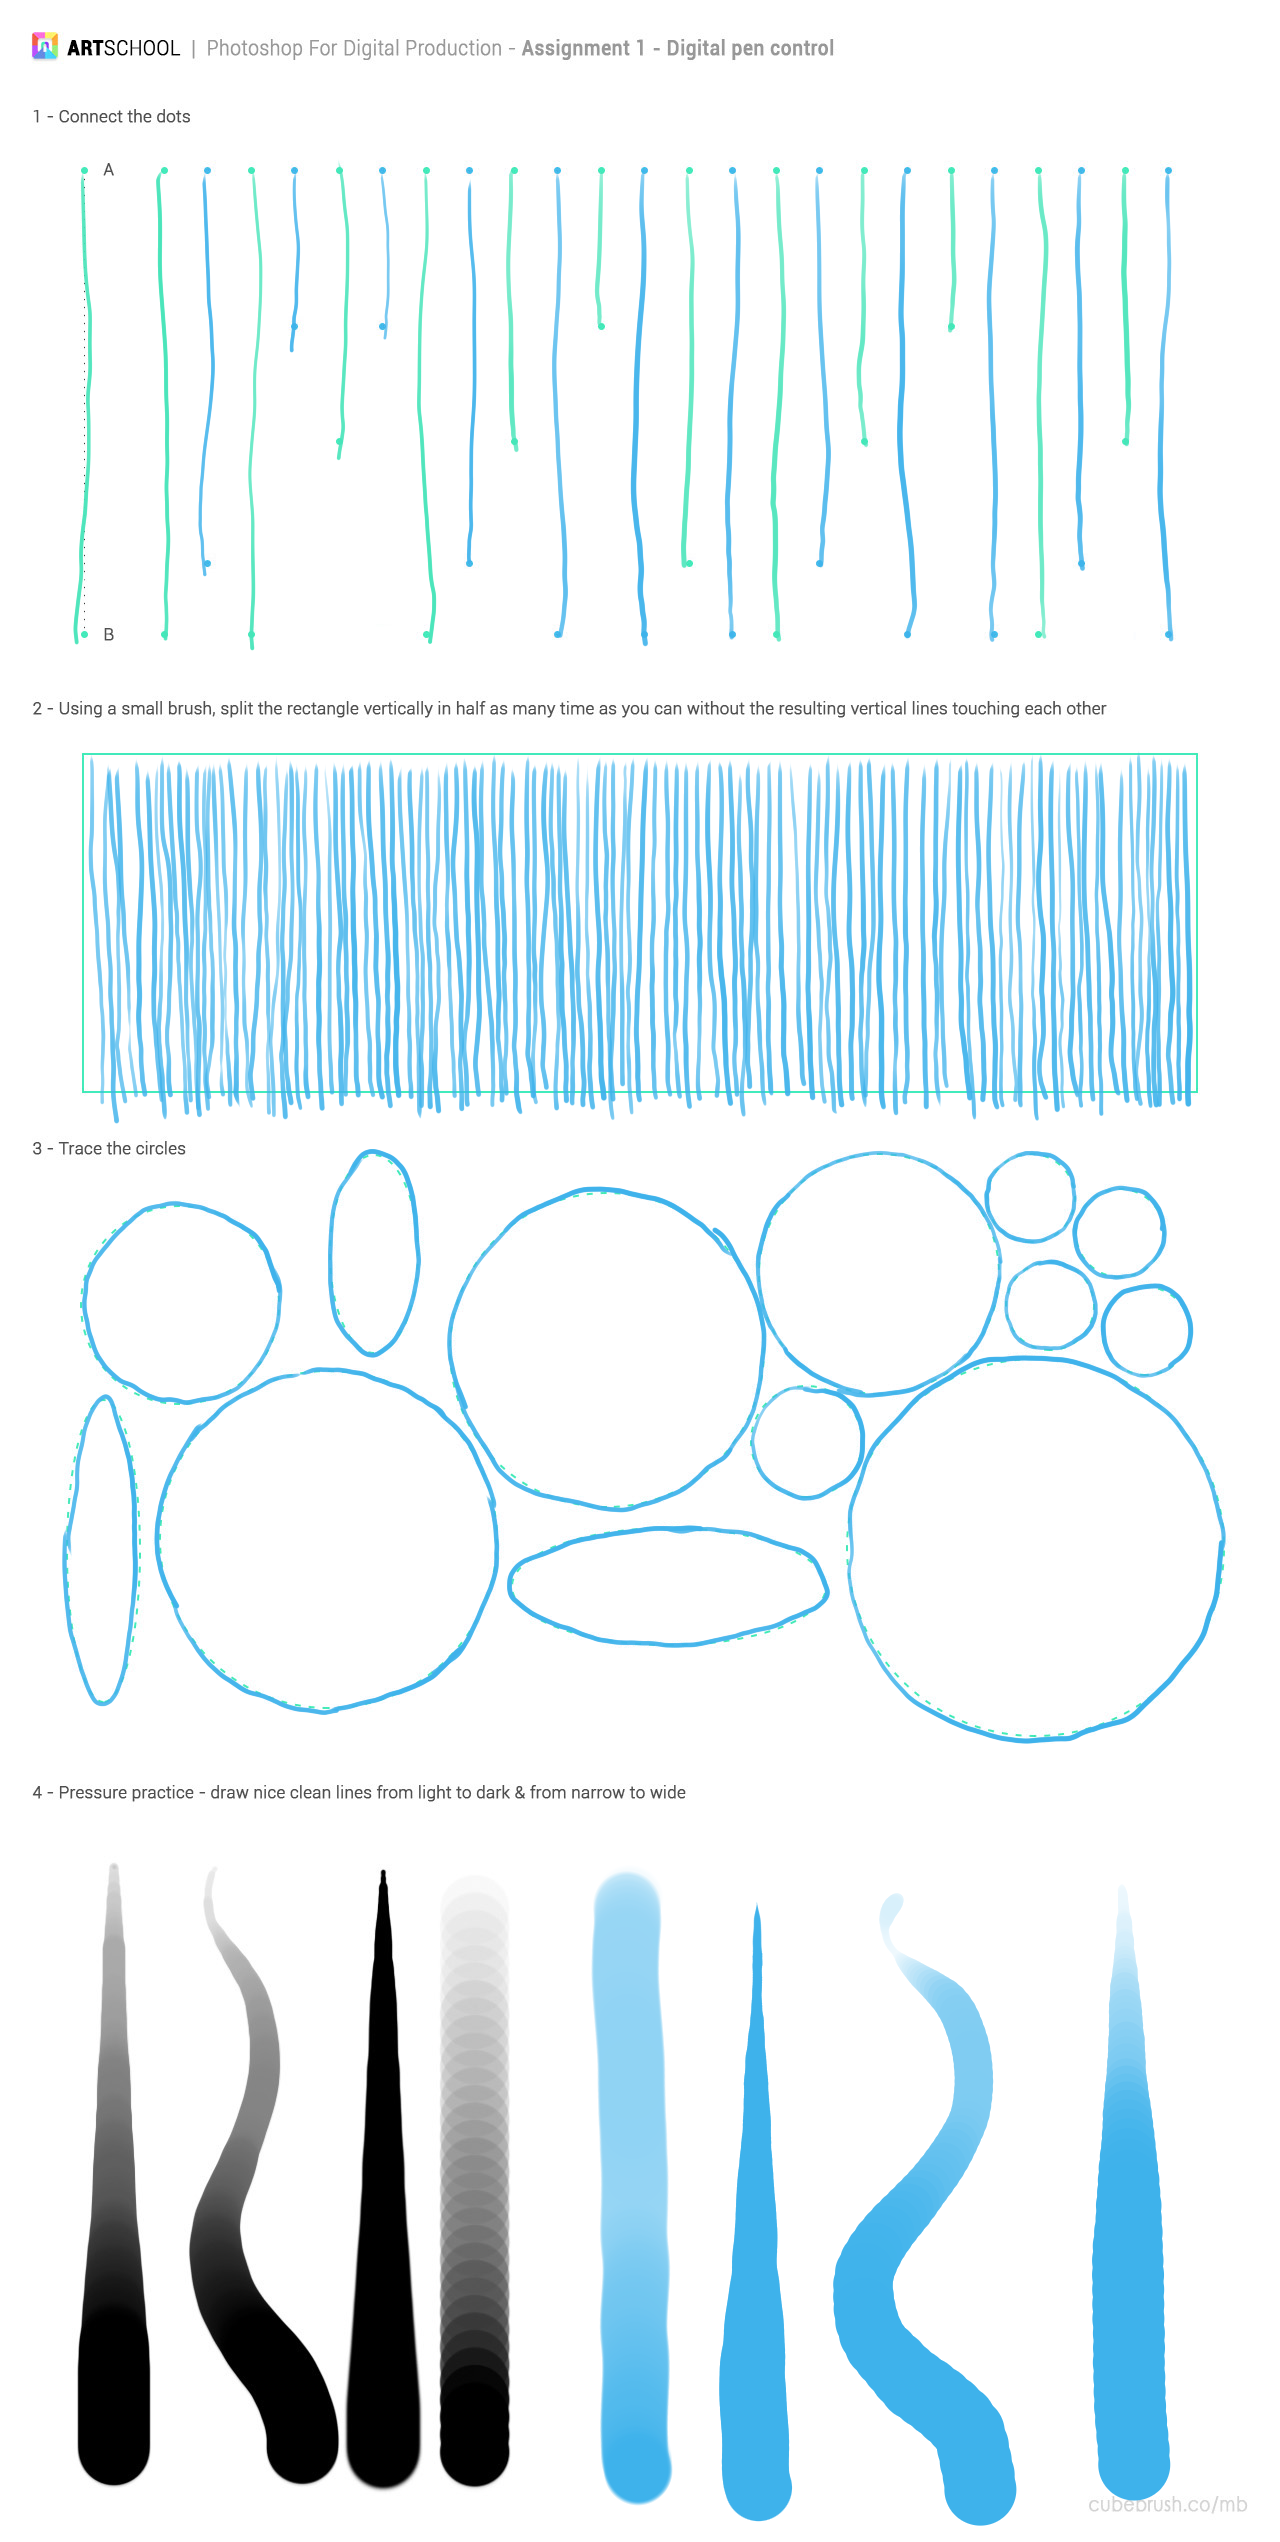 ARTSCHOOL | Photoshop For Digital Production - Assignment 1 - Digital pen control
1 - Connect the dots
A
B
2 - Using a small brush, split the rectangle vertically in half as many time as you can without the resulting vertical lines touching each other
3 - Trace the circles
4 - Pressure practice - draw nice clean lines from light to dark & from narrow to wide
cubebrush.co/mb